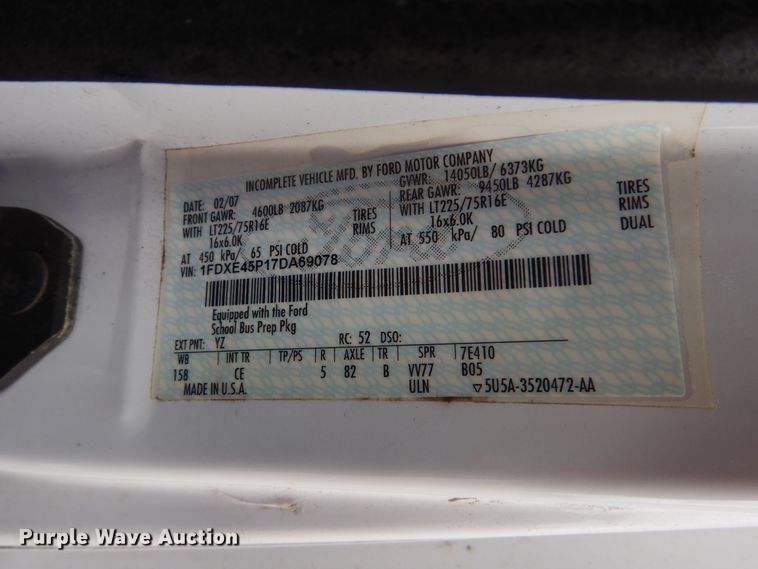 INCOMPLETE VEHICLE MFD. BY FORD MOTOR COMPANY
DATE: 02/07 GVWR: 14050LB/ 6373KG
FRONT GAWR: 4600LB 2087KG REAR GAWR: 9450LB 4287KG
WITH LT225/75R16E TIRES WITH LT225/75R16E TIRES
16x6.0K RIMS 16x6.0K RIMS
AT 450 kPa/ 65 PSI COLD AT 550 kPa/ 80 PSI COLD DUAL
VIN: 1FDXE45P17DA69078
Equipped with the Ford
School Bus Prep Pkg
EXT PNT: YZ RC: 52 DSO:
WB INT TR TP/PS R AXLE TR SPR 7E410
158 CE 5 82 B VV77 B05
MADE IN U.S.A. ULN ▽5U5A-3520472-AA
Purple Wave Auction